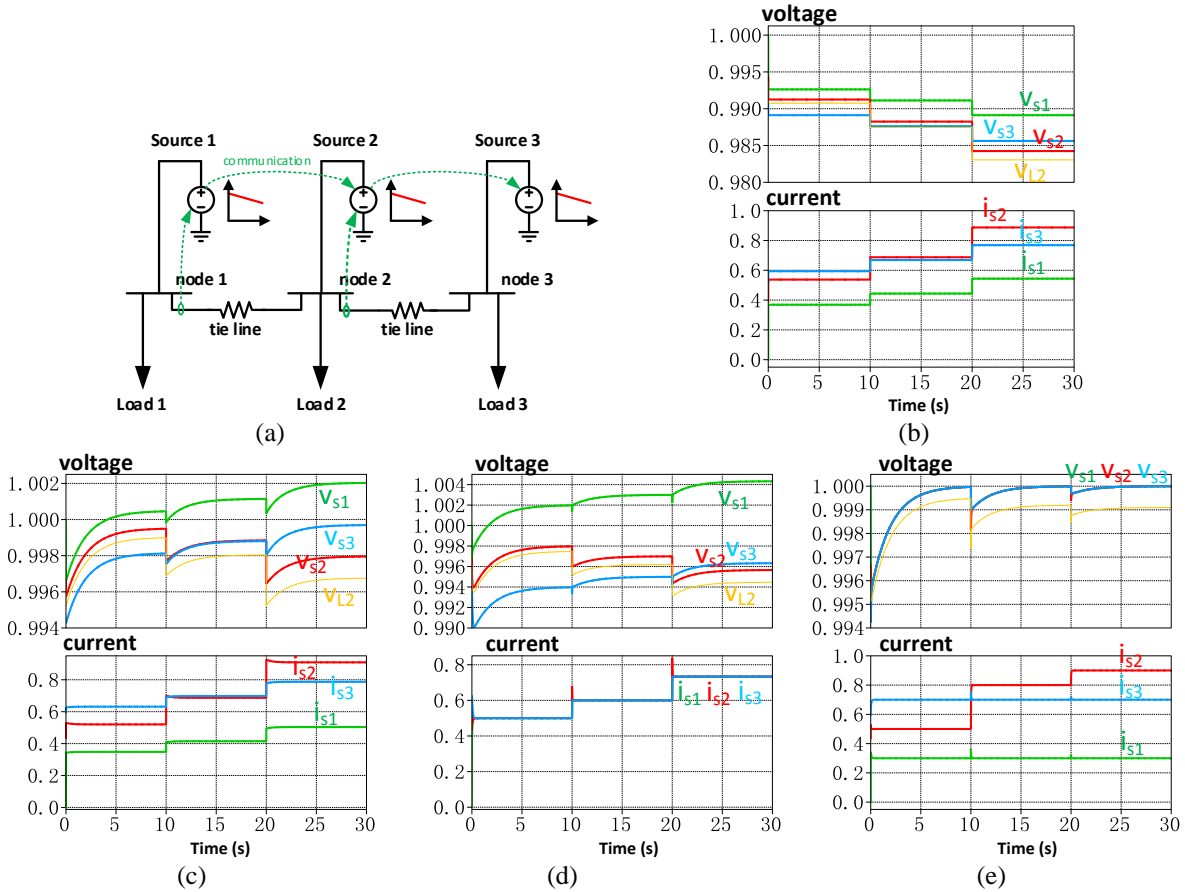 Source 1 Source 2 Source 3
communication
node 1 node 2 node 3
tie line tie line
Load 1 Load 2 Load 3
(a)
voltage
1.000
0.995
0.990
0.985
0.980
Vs1
Vs3
Vs2
VL2
current
1.0
0.8
0.6
0.4
0.2
0.0
is2
is3
is1
0 5 10 15 20 25 30
Time (s)
(b)
voltage
1.002
1.000
0.998
0.996
0.994
Vs1
Vs3
Vs2
VL2
current
0.8
0.6
0.4
0.2
0.0
is2
is3
is1
0 5 10 15 20 25 30
Time (s)
(c)
voltage
1.004
1.002
1.000
0.998
0.996
0.994
0.992
0.990
Vs1
Vs3
Vs2
VL2
current
0.8
0.6
0.4
0.2
0.0
is1 is2 is3
0 5 10 15 20 25 30
Time (s)
(d)
voltage
Vs1 Vs2 Vs3
1.000
0.999
0.998
0.997
0.996
0.995
0.994
current
1.0
0.8
0.6
0.4
0.2
0.0
is2
is3
is1
0 5 10 15 20 25 30
Time (s)
(e)